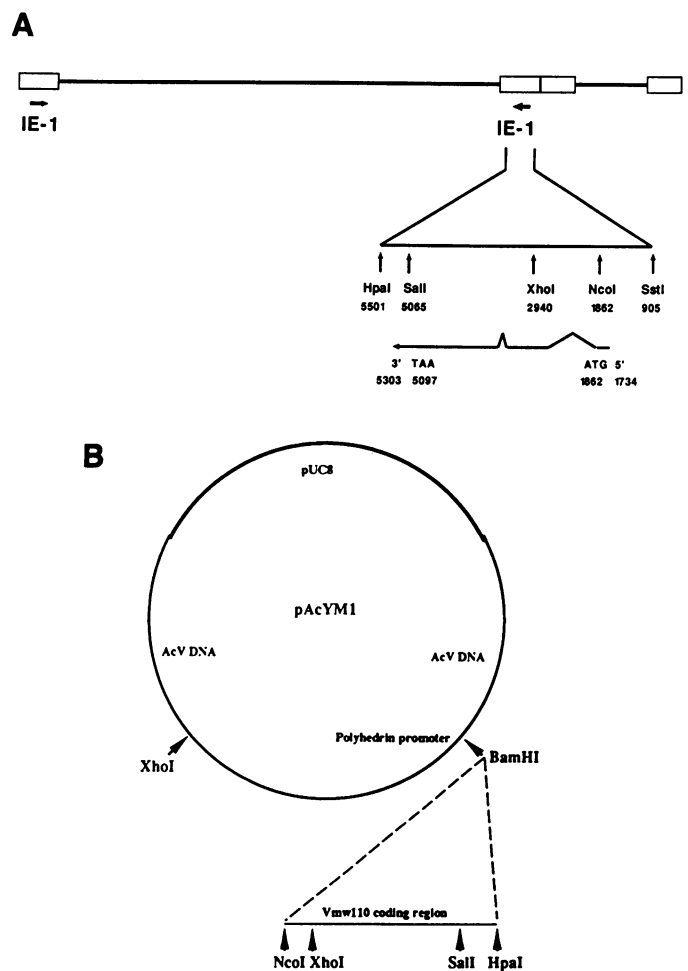 A
IE-1
IE-1
HpaI SalI XhoI NcoI SstI
5501 5065 2940 1862 905
3' TAA ATG 5'
5303 5097 1862 1734
B
pUC8
pAcYM1
AcV DNA AcV DNA
Polyhedrin promoter
XhoI BamHI
Vmw110 coding region
NcoI XhoI SalI HpaI